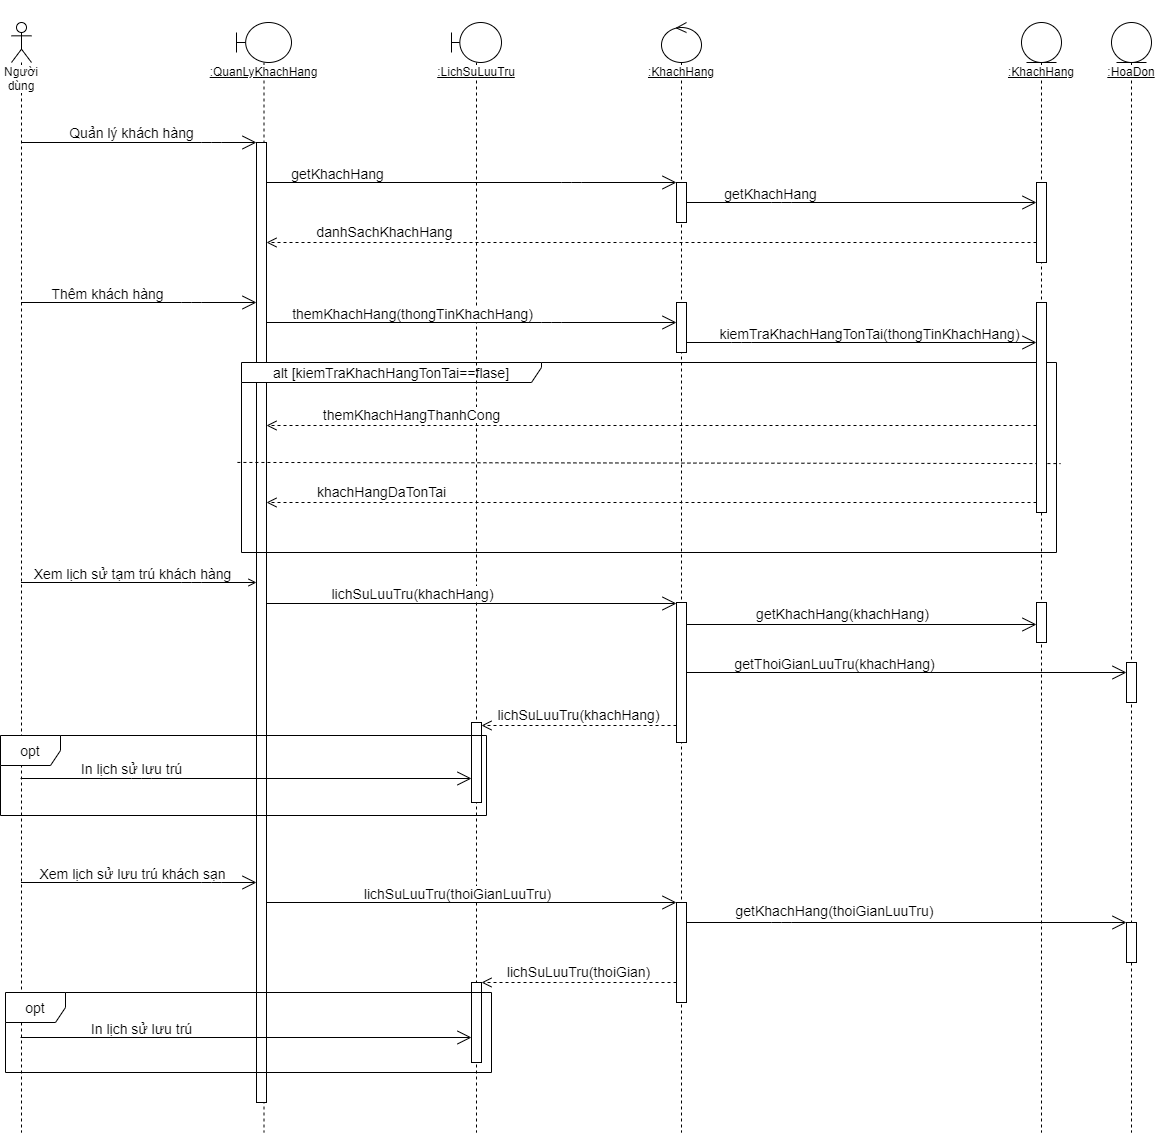 Người
dùng
:QuanLyKhachHang
:LichSuLuuTru
:KhachHang
:KhachHang
:HoaDon
Quản lý khách hàng
getKhachHang
getKhachHang
danhSachKhachHang
Thêm khách hàng
themKhachHang(thongTinKhachHang)
kiemTraKhachHangTonTai(thongTinKhachHang)
alt [kiemTraKhachHangTonTai==flase]
themKhachHangThanhCong
khachHangDaTonTai
Xem lịch sử tạm trú khách hàng
lichSuLuuTru(khachHang)
getKhachHang(khachHang)
getThoiGianLuuTru(khachHang)
lichSuLuuTru(khachHang)
opt
In lịch sử lưu trú
Xem lịch sử lưu trú khách sạn
lichSuLuuTru(thoiGianLuuTru)
getKhachHang(thoiGianLuuTru)
lichSuLuuTru(thoiGian)
opt
In lịch sử lưu trú